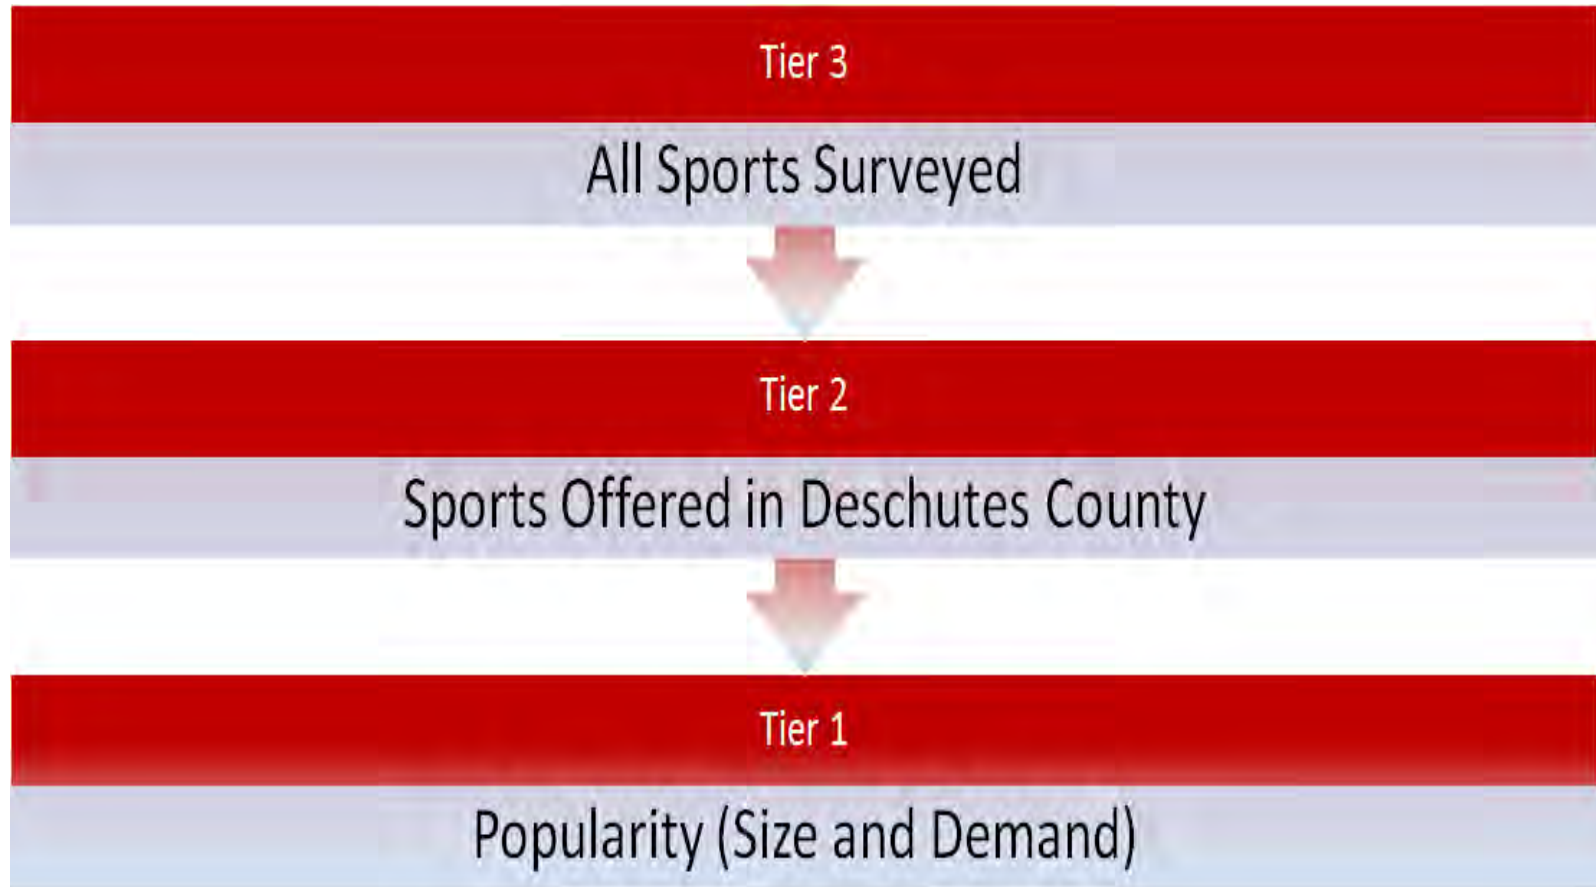 Tier 3
All Sports Surveyed
Tier 2
Sports Offered in Deschutes County
Tier 1
Popularity (Size and Demand)